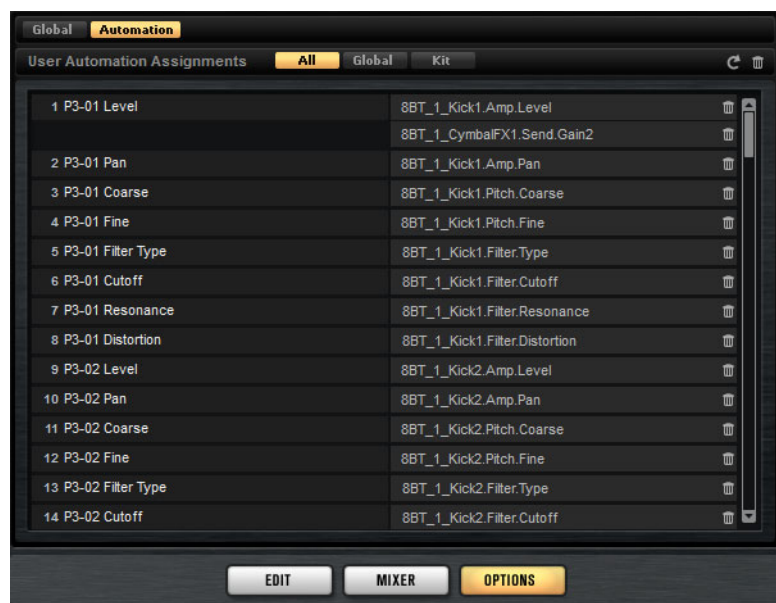 Global Automation
User Automation Assignments All Global Kit
1 P3-01 Level 8BT_1_Kick1.Amp.Level
8BT_1_CymbalFX1.Send.Gain2
2 P3-01 Pan 8BT_1_Kick1.Amp.Pan
3 P3-01 Coarse 8BT_1_Kick1.Pitch.Coarse
4 P3-01 Fine 8BT_1_Kick1.Pitch.Fine
5 P3-01 Filter Type 8BT_1_Kick1.Filter.Type
6 P3-01 Cutoff 8BT_1_Kick1.Filter.Cutoff
7 P3-01 Resonance 8BT_1_Kick1.Filter.Resonance
8 P3-01 Distortion 8BT_1_Kick1.Filter.Distortion
9 P3-02 Level 8BT_1_Kick2.Amp.Level
10 P3-02 Pan 8BT_1_Kick2.Amp.Pan
11 P3-02 Coarse 8BT_1_Kick2.Pitch.Coarse
12 P3-02 Fine 8BT_1_Kick2.Pitch.Fine
13 P3-02 Filter Type 8BT_1_Kick2.Filter.Type
14 P3-02 Cutoff 8BT_1_Kick2.Filter.Cutoff
EDIT MIXER OPTIONS